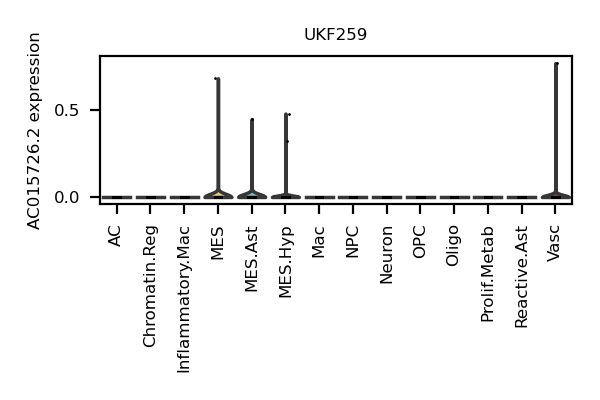 UKF259
AC015726.2 expression
0.5
0.0
AC
Chromatin.Reg
Inflammatory.Mac
MES
MES.Ast
MES.Hyp
Mac
NPC
Neuron
OPC
Oligo
Prolif.Metab
Reactive.Ast
Vasc